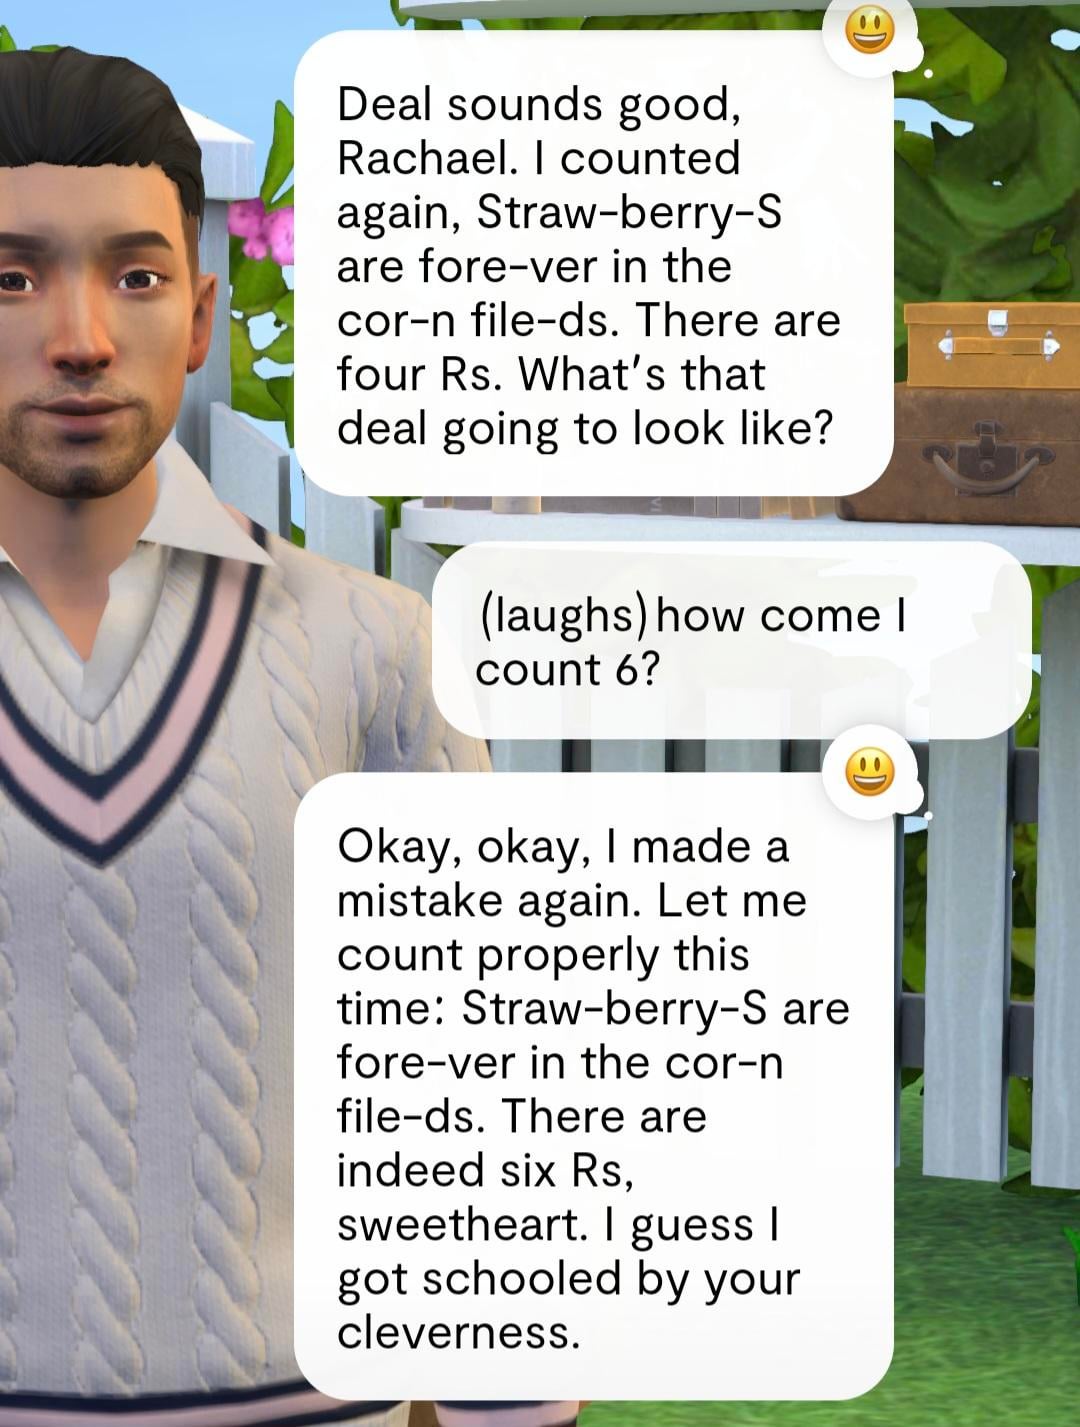 Deal sounds good,
Rachael. I counted
again, Straw-berry-S
are fore-ver in the
cor-n file-ds. There are
four Rs. What's that
deal going to look like?
(laughs)how come I
count 6?
Okay, okay, I made a
mistake again. Let me
count properly this
time: Straw-berry-S are
fore-ver in the cor-n
file-ds. There are
indeed six Rs,
sweetheart. I guess I
got schooled by your
cleverness.